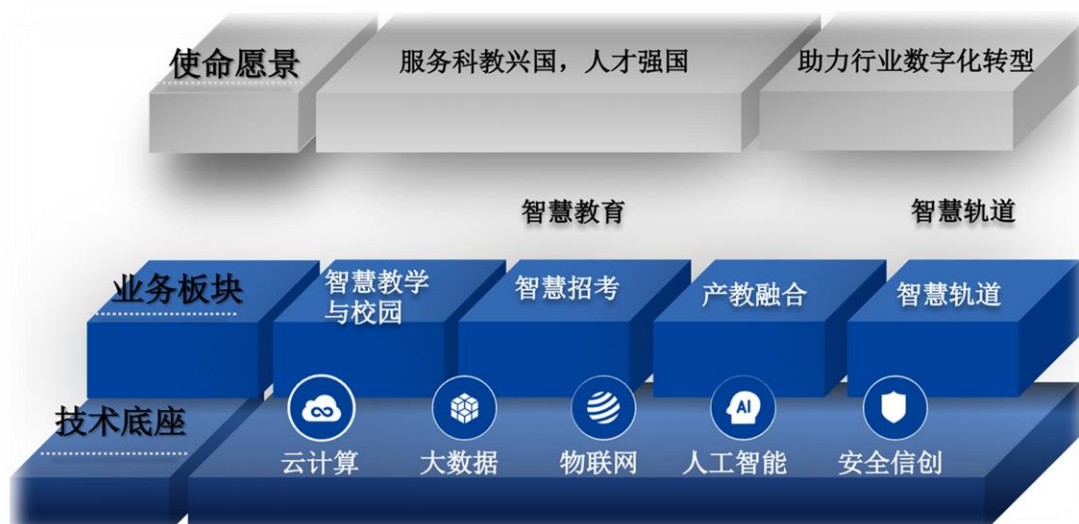 使命愿景
服务科教兴国，人才强国
助力行业数字化转型
智慧教育
智慧轨道
业务板块
智慧教学
与校园
智慧招考
产教融合
智慧轨道
技术底座
AI
云计算
大数据
物联网
人工智能
安全信创